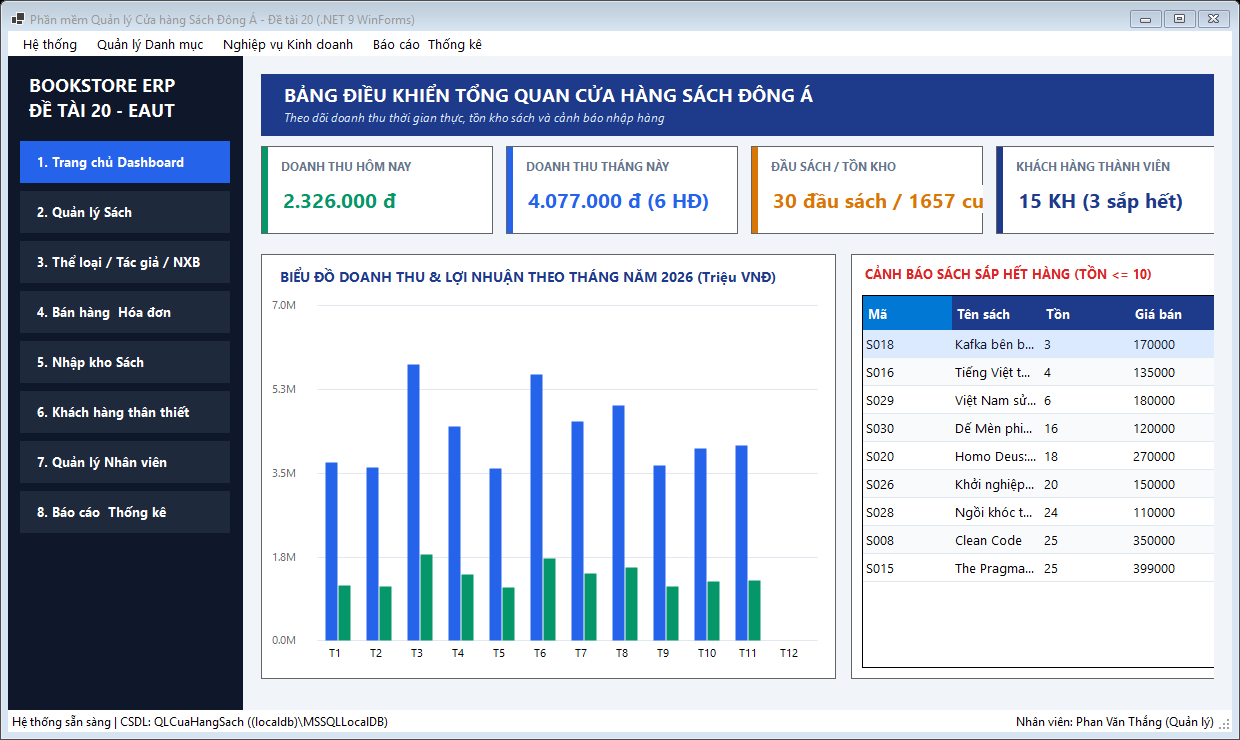 Phần mềm Quản lý Cửa hàng Sách Đông Á - Đề tài 20 (.NET 9 WinForms)
Hệ thống Quản lý Danh mục Nghiệp vụ Kinh doanh Báo cáo Thống kê
BOOKSTORE ERP
ĐỀ TÀI 20 - EAUT
1. Trang chủ Dashboard
2. Quản lý Sách
3. Thể loại / Tác giả / NXB
4. Bán hàng Hóa đơn
5. Nhập kho Sách
6. Khách hàng thân thiết
7. Quản lý Nhân viên
8. Báo cáo Thống kê
BẢNG ĐIỀU KHIỂN TỔNG QUAN CỬA HÀNG SÁCH ĐÔNG Á
Theo dõi doanh thu thời gian thực, tồn kho sách và cảnh báo nhập hàng
DOANH THU HÔM NAY
2.326.000 đ
DOANH THU THÁNG NÀY
4.077.000 đ (6 HĐ)
ĐẦU SÁCH / TỒN KHO
30 đầu sách / 1657 cu
KHÁCH HÀNG THÀNH VIÊN
15 KH (3 sắp hết)
BIỂU ĐỒ DOANH THU & LỢI NHUẬN THEO THÁNG NĂM 2026 (Triệu VNĐ)
7.0M
5.3M
3.5M
1.8M
0.0M
T1 T2 T3 T4 T5 T6 T7 T8 T9 T10 T11 T12
CẢNH BÁO SÁCH SẮP HẾT HÀNG (TỒN <= 10)
Mã Tên sách Tồn Giá bán
S018 Kafka bên b... 3 170000
S016 Tiếng Việt t... 4 135000
S029 Việt Nam sử... 6 180000
S030 Dế Mèn phi... 16 120000
S020 Homo Deus:... 18 270000
S026 Khởi nghiệp... 20 150000
S028 Ngồi khóc t... 24 110000
S008 Clean Code 25 350000
S015 The Pragma... 25 399000
Hệ thống sẵn sàng | CSDL: QLCuaHangSach ((localdb)\MSSQLLocalDB)
Nhân viên: Phan Văn Thắng (Quản lý)